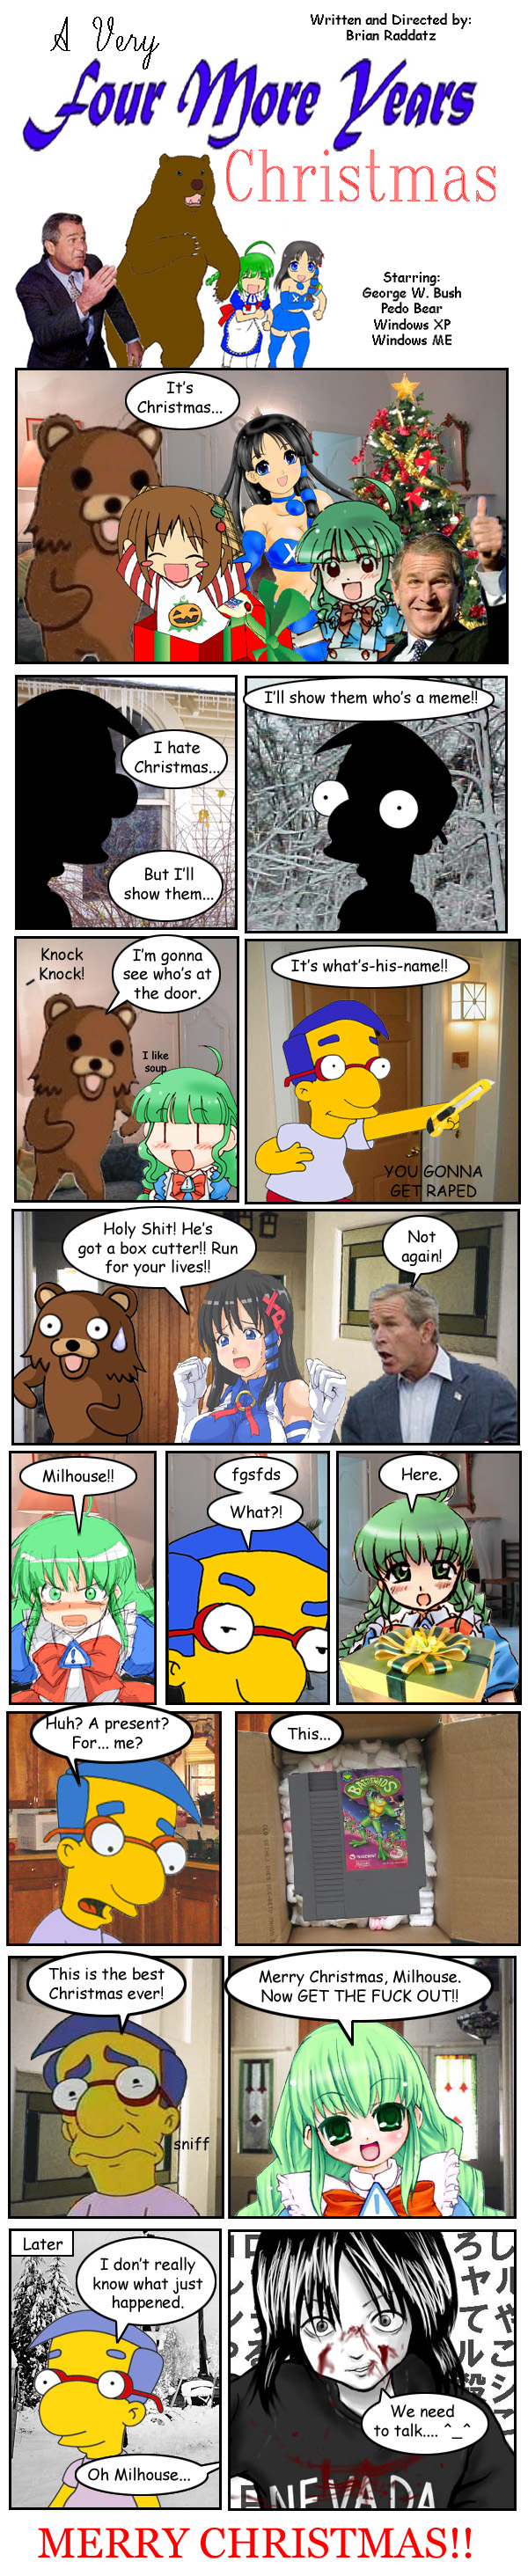 Written and Directed by:
Brian Raddatz
A Very
Four More Years
Christmas
Starring:
George W. Bush
Pedo Bear
Windows XP
Windows ME
It's
Christmas...
X
I hate
Christmas...
But I'll
show them...
I'll show them who's a meme!!
Knock
Knock!
I'm gonna
see who's at
the door.
I like
soup
It's what's-his-name!!
YOU GONNA
GET RAPED
Holy Shit! He's
got a box cutter!! Run
for your lives!!
XP
Not
again!
Milhouse!!
fgsfds
What?!
Here.
Huh? A present?
For... me?
This...
BATTLETOADS
This is the best
Christmas ever!
sniff
Merry Christmas, Milhouse.
Now GET THE FUCK OUT!!
Later
I don't really
know what just
happened.
Oh Milhouse...
We need
to talk.... ^_^
NEVADA
MERRY CHRISTMAS!!